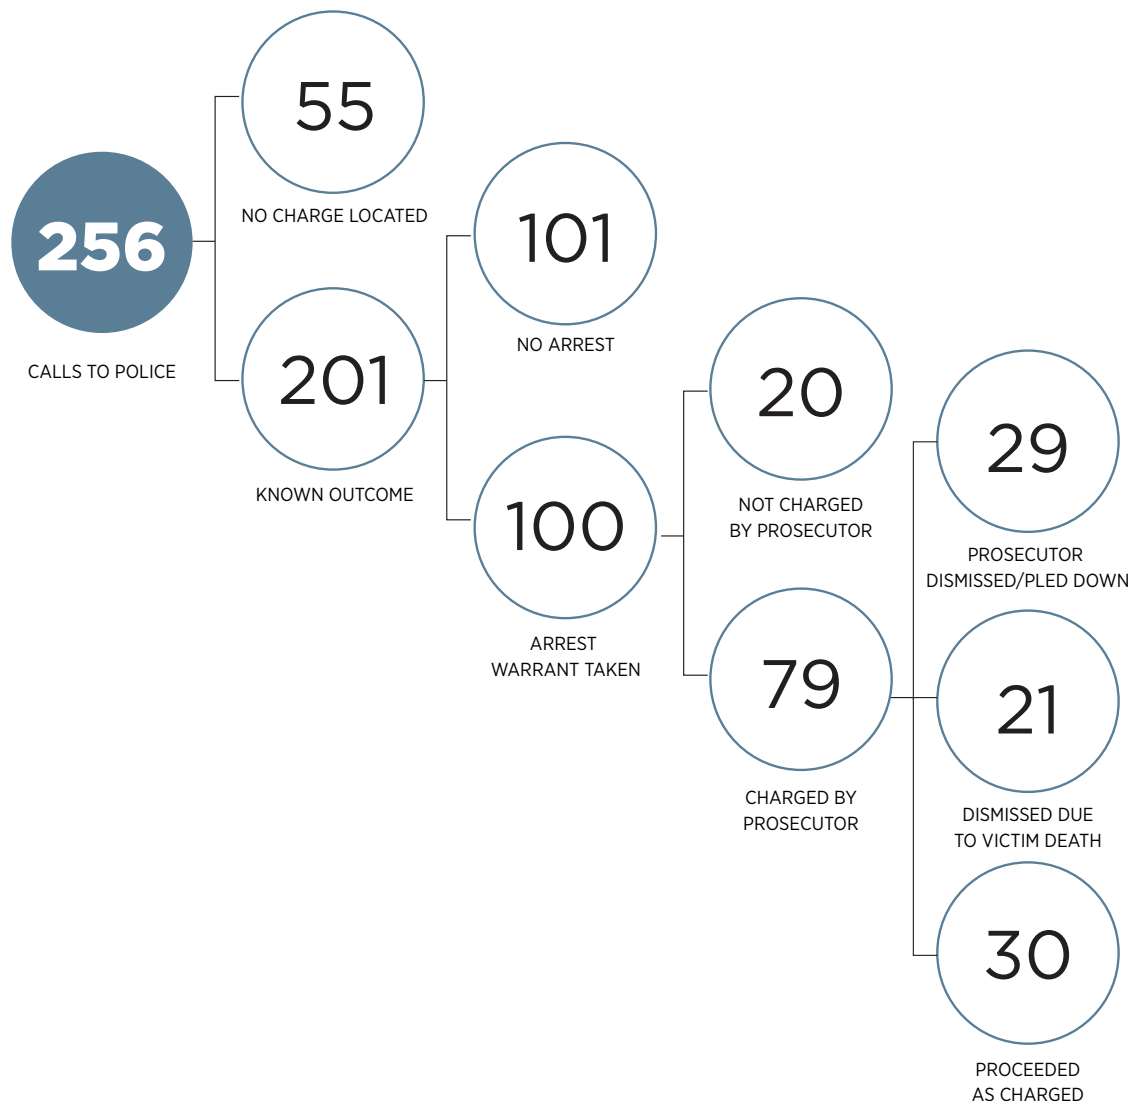 256
CALLS TO POLICE
55
NO CHARGE LOCATED
201
KNOWN OUTCOME
101
NO ARREST
100
ARREST
WARRANT TAKEN
20
NOT CHARGED
BY PROSECUTOR
79
CHARGED BY
PROSECUTOR
29
PROSECUTOR
DISMISSED/PLED DOWN
21
DISMISSED DUE
TO VICTIM DEATH
30
PROCEEDED
AS CHARGED